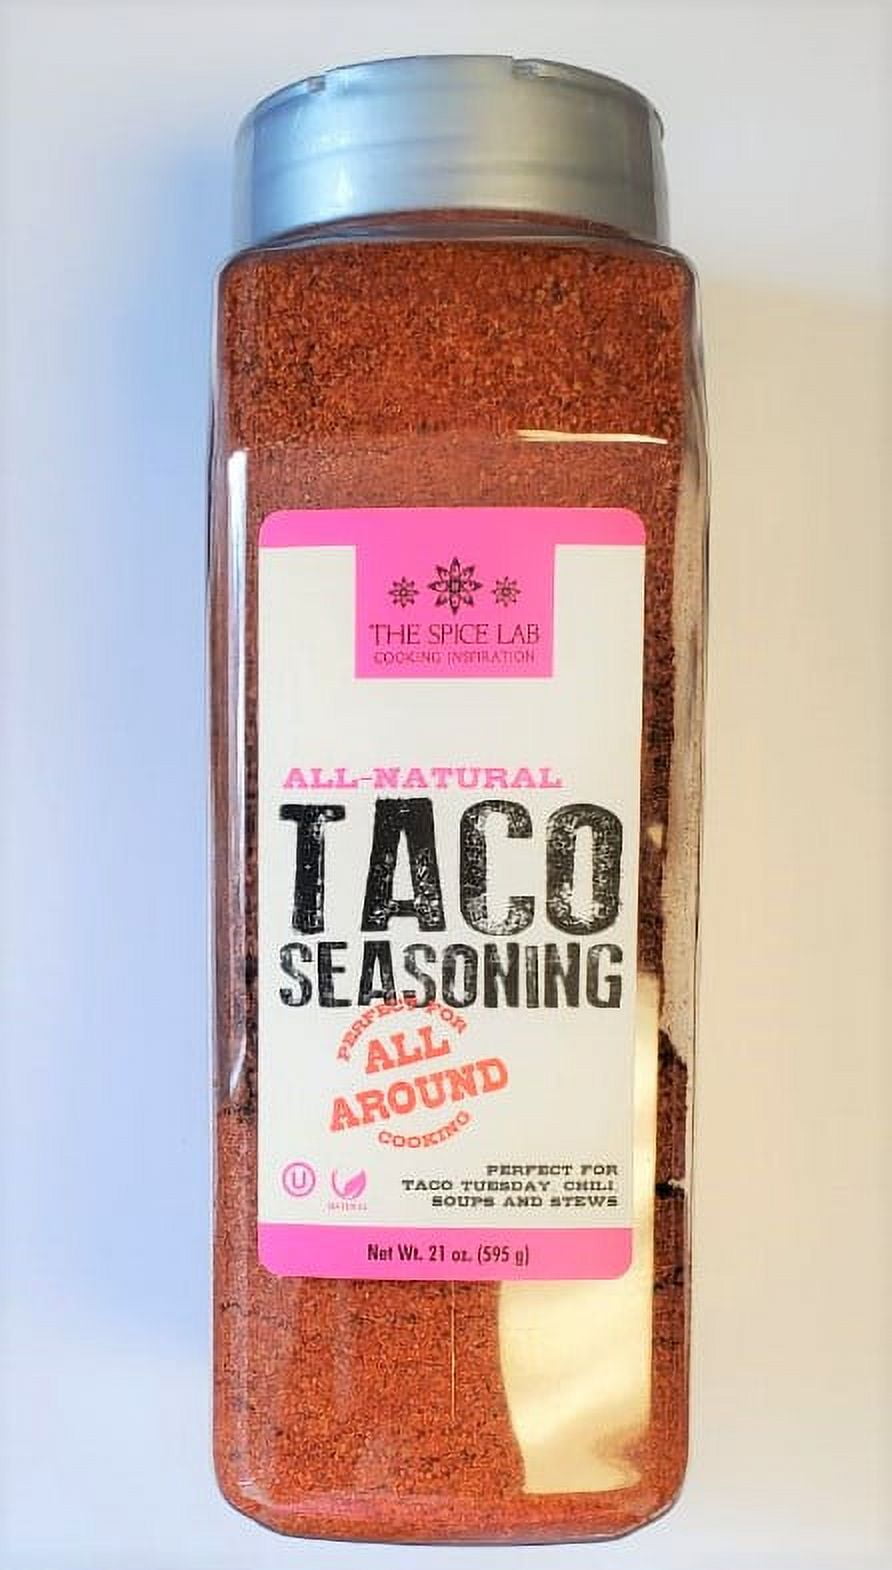 THE SPICE LAB
COOKING INSPIRATION
ALL-NATURAL
TACO
SEASONING
PERFECT FOR
ALL
AROUND
COOKING
U
NATURAL
PERFECT FOR
TACO TUESDAY, CHILI,
SOUPS AND STEWS
Net Wt. 21 oz. (595 g)